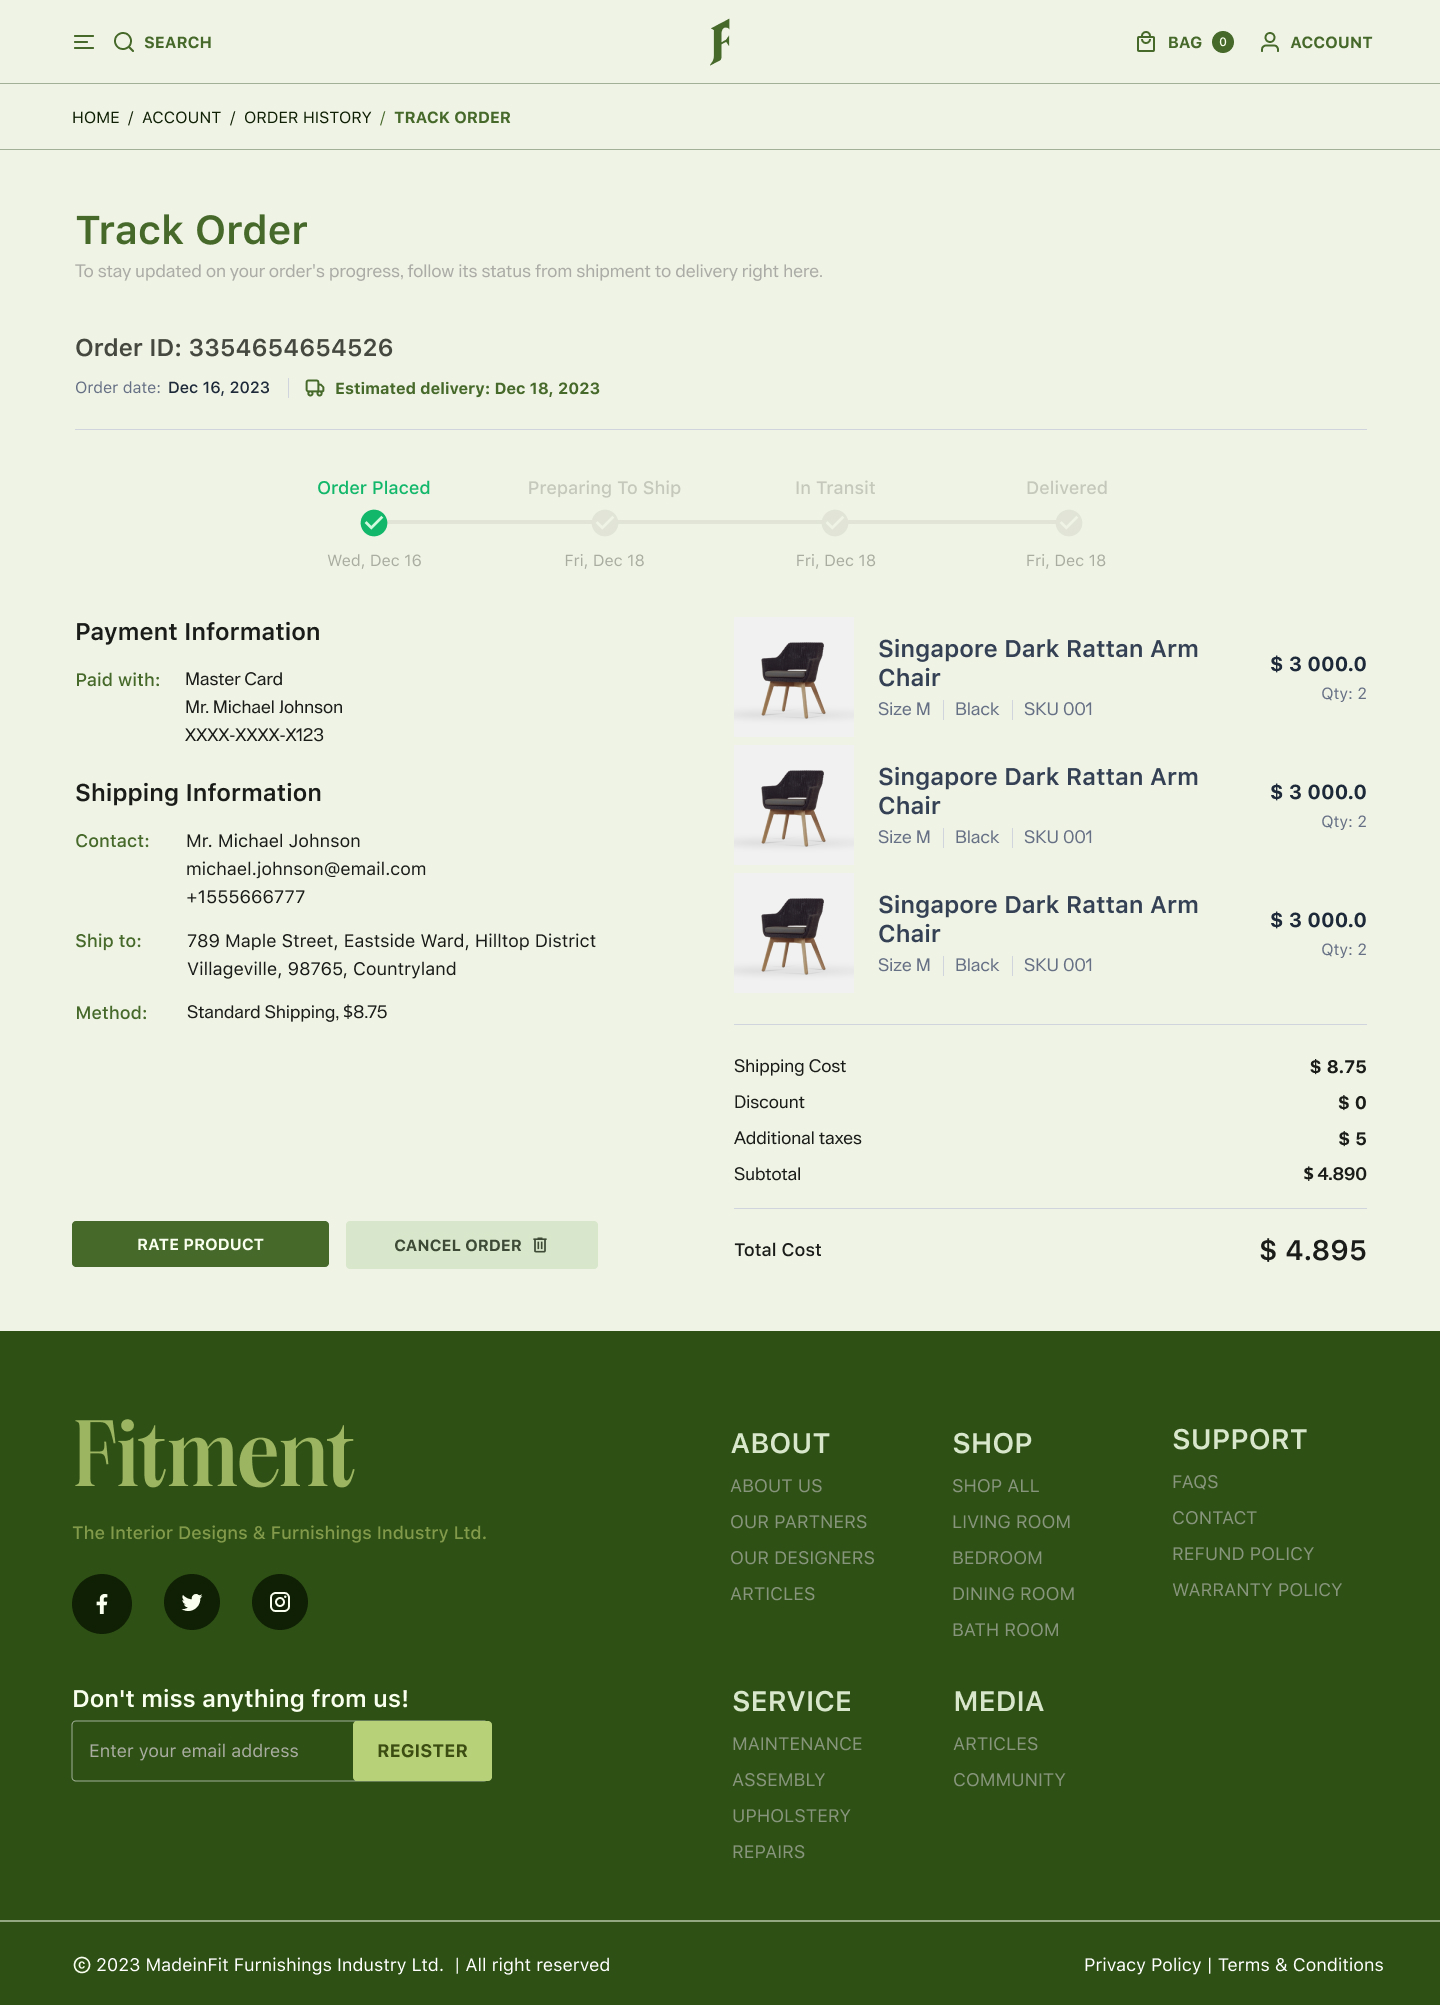 SEARCH
F
BAG 0
ACCOUNT
HOME / ACCOUNT / ORDER HISTORY / TRACK ORDER
Track Order
To stay updated on your order's progress, follow its status from shipment to delivery right here.
Order ID: 3354654654526
Order date: Dec 16, 2023
Estimated delivery: Dec 18, 2023
Order Placed
Preparing To Ship
In Transit
Delivered
Wed, Dec 16
Fri, Dec 18
Fri, Dec 18
Fri, Dec 18
Payment Information
Paid with: Master Card
Mr. Michael Johnson
XXXX-XXXX-X123
Shipping Information
Contact: Mr. Michael Johnson
michael.johnson@email.com
+1555666777
Ship to: 789 Maple Street, Eastside Ward, Hilltop District
Villageville, 98765, Countryland
Method: Standard Shipping, $8.75
RATE PRODUCT
CANCEL ORDER
Singapore Dark Rattan Arm
Chair
Size M Black SKU 001
$ 3 000.0
Qty: 2
Singapore Dark Rattan Arm
Chair
Size M Black SKU 001
$ 3 000.0
Qty: 2
Singapore Dark Rattan Arm
Chair
Size M Black SKU 001
$ 3 000.0
Qty: 2
Shipping Cost $ 8.75
Discount $ 0
Additional taxes $ 5
Subtotal $ 4.890
Total Cost $ 4.895
Fitment
The Interior Designs & Furnishings Industry Ltd.
Don't miss anything from us!
Enter your email address
REGISTER
ABOUT
ABOUT US
OUR PARTNERS
OUR DESIGNERS
ARTICLES
SHOP
SHOP ALL
LIVING ROOM
BEDROOM
DINING ROOM
BATH ROOM
SUPPORT
FAQS
CONTACT
REFUND POLICY
WARRANTY POLICY
SERVICE
MAINTENANCE
ASSEMBLY
UPHOLSTERY
REPAIRS
MEDIA
ARTICLES
COMMUNITY
© 2023 MadeinFit Furnishings Industry Ltd. | All right reserved
Privacy Policy | Terms & Conditions